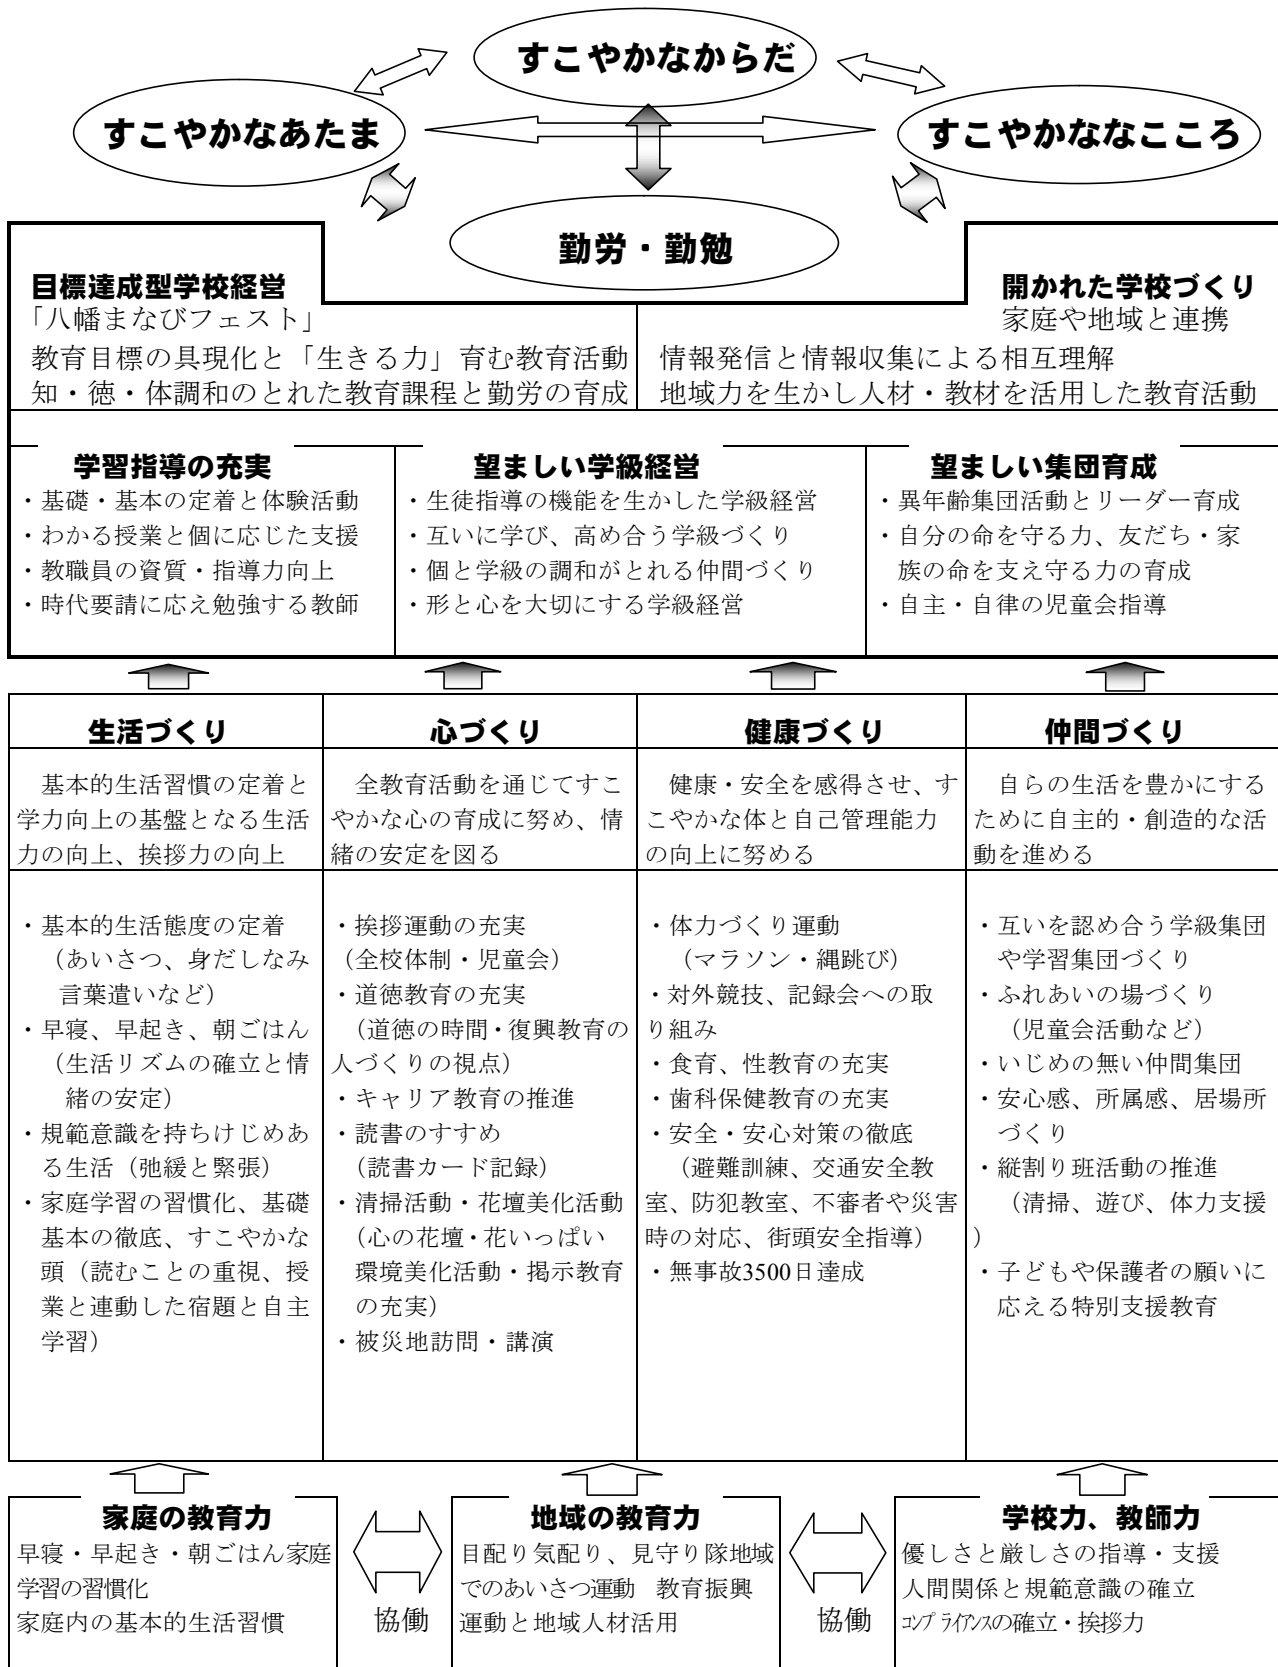 すこやかなからだ
すこやかなあたま
すこやかななこころ
勤労・勤勉
目標達成型学校経営
「八幡まなびフェスト」
教育目標の具現化と「生きる力」育む教育活動
知・徳・体調和のとれた教育課程と勤労の育成
開かれた学校づくり
家庭や地域と連携
情報発信と情報収集による相互理解
地域力を生かし人材・教材を活用した教育活動
学習指導の充実
・基礎・基本の定着と体験活動
・わかる授業と個に応じた支援
・教職員の資質・指導力向上
・時代要請に応え勉強する教師
望ましい学級経営
・生徒指導の機能を生かした学級経営
・互いに学び、高め合う学級づくり
・個と学級の調和がとれる仲間づくり
・形と心を大切にする学級経営
望ましい集団育成
・異年齢集団活動とリーダー育成
・自分の命を守る力、友だち・家
族の命を支え守る力の育成
・自主・自律の児童会指導
生活づくり
基本的生活習慣の定着と
学力向上の基盤となる生活
力の向上、挨拶力の向上
・基本的生活態度の定着
（あいさつ、身だしなみ
言葉遣いなど）
・早寝、早起き、朝ごはん
（生活リズムの確立と情
緒の安定）
・規範意識を持ちけじめあ
る生活（弛緩と緊張）
・家庭学習の習慣化、基礎
基本の徹底、すこやかな
頭（読むことの重視、授
業と連動した宿題と自主
学習）
心づくり
全教育活動を通じてすこ
やかな心の育成に努め、情
緒の安定を図る
・挨拶運動の充実
（全校体制・児童会）
・道徳教育の充実
（道徳の時間・復興教育の
人づくりの視点）
・キャリア教育の推進
・読書のすすめ
（読書カード記録）
・清掃活動・花壇美化活動
（心の花壇・花いっぱい
環境美化活動・掲示教育
の充実）
・被災地訪問・講演
健康づくり
健康・安全を感得させ、す
こやかな体と自己管理能力
の向上に努める
・体力づくり運動
（マラソン・縄跳び）
・対外競技、記録会への取
り組み
・食育、性教育の充実
・歯科保健教育の充実
・安全・安心対策の徹底
（避難訓練、交通安全教
室、防犯教室、不審者や災害
時の対応、街頭安全指導）
・無事故3500日達成
仲間づくり
自らの生活を豊かにする
ために自主的・創造的な活
動を進める
・互いを認め合う学級集団
や学習集団づくり
・ふれあいの場づくり
（児童会活動など）
・いじめの無い仲間集団
・安心感、所属感、居場所
づくり
・縦割り班活動の推進
（清掃、遊び、体力支援
）
・子どもや保護者の願いに
応える特別支援教育
家庭の教育力
早寝・早起き・朝ごはん家庭
学習の習慣化
家庭内の基本的生活習慣
協働
地域の教育力
目配り気配り、見守り隊地域
でのあいさつ運動　教育振興
運動と地域人材活用
協働
学校力、教師力
優しさと厳しさの指導・支援
人間関係と規範意識の確立
ｺﾝﾌﾟﾗｲｱﾝｽの確立・挨拶力